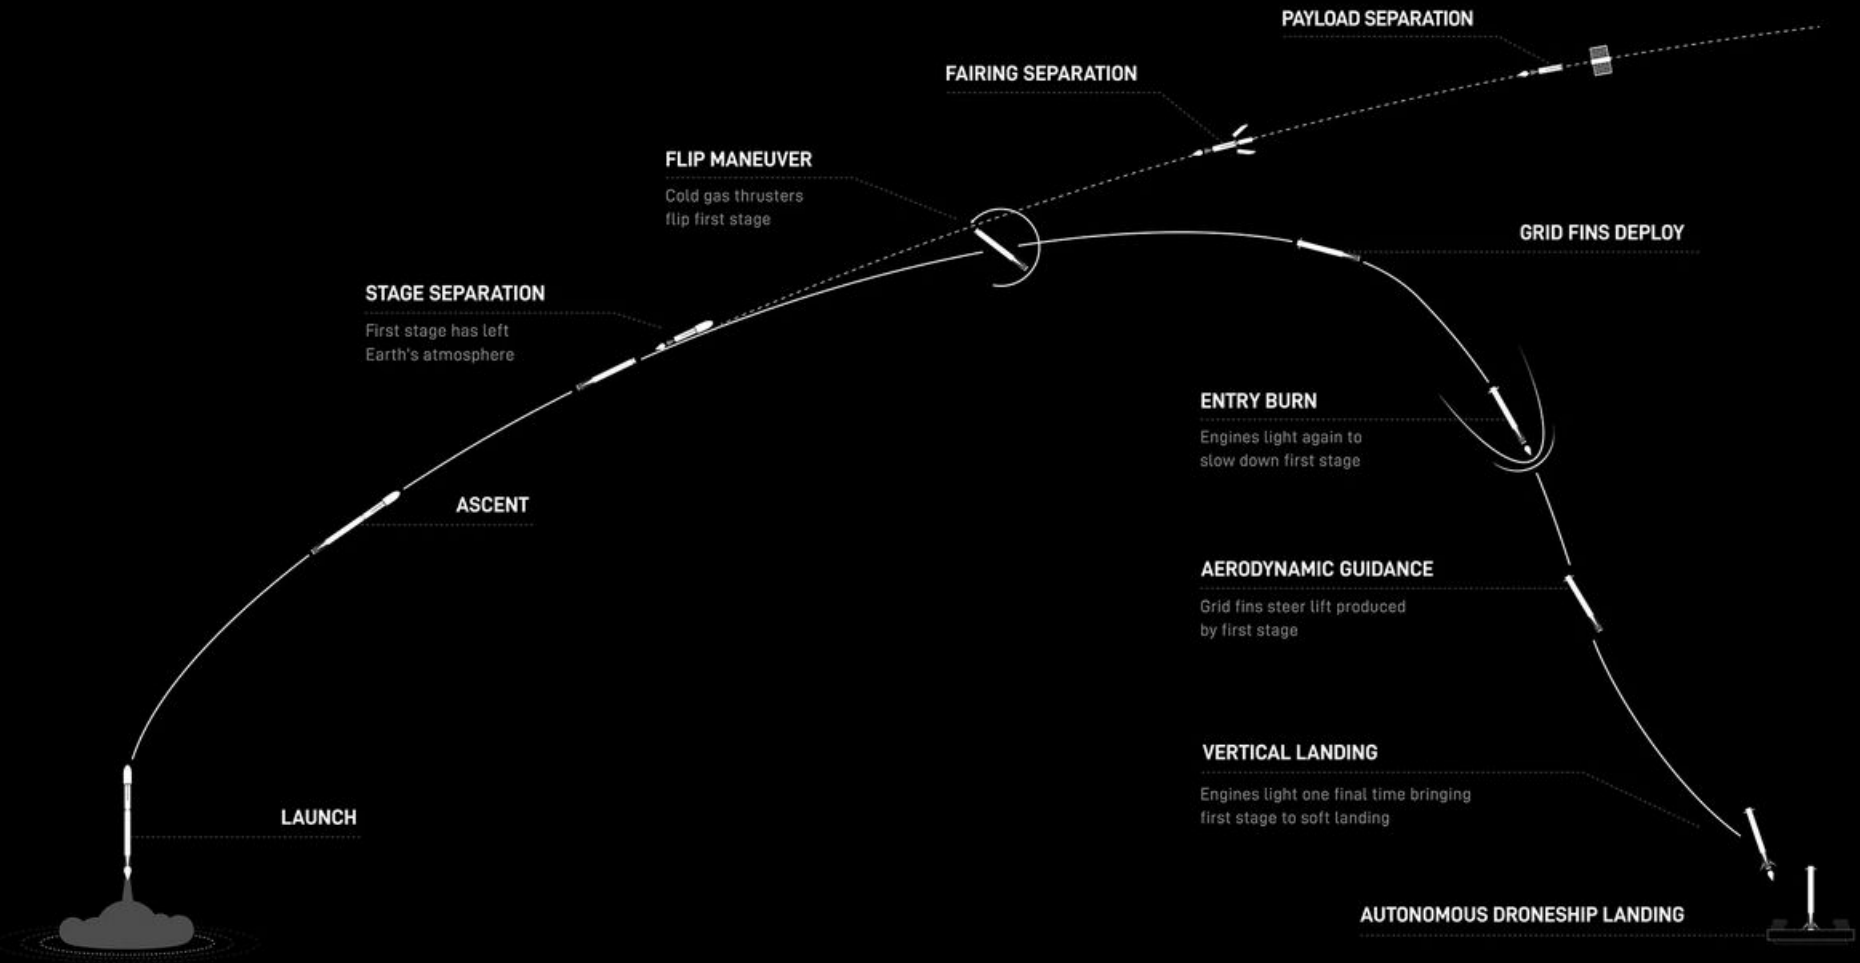 PAYLOAD SEPARATION
FAIRING SEPARATION
FLIP MANEUVER
Cold gas thrusters
flip first stage
GRID FINS DEPLOY
STAGE SEPARATION
First stage has left
Earth's atmosphere
ENTRY BURN
Engines light again to
slow down first stage
ASCENT
AERODYNAMIC GUIDANCE
Grid fins steer lift produced
by first stage
VERTICAL LANDING
Engines light one final time bringing
first stage to soft landing
LAUNCH
AUTONOMOUS DRONESHIP LANDING